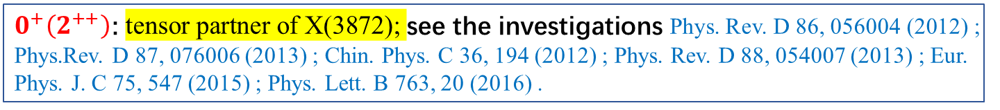 0⁺(2⁺⁺): tensor partner of X(3872); see the investigations Phys. Rev. D 86, 056004 (2012) ;
Phys.Rev. D 87, 076006 (2013) ; Chin. Phys. C 36, 194 (2012) ; Phys. Rev. D 88, 054007 (2013) ; Eur.
Phys. J. C 75, 547 (2015) ; Phys. Lett. B 763, 20 (2016) .